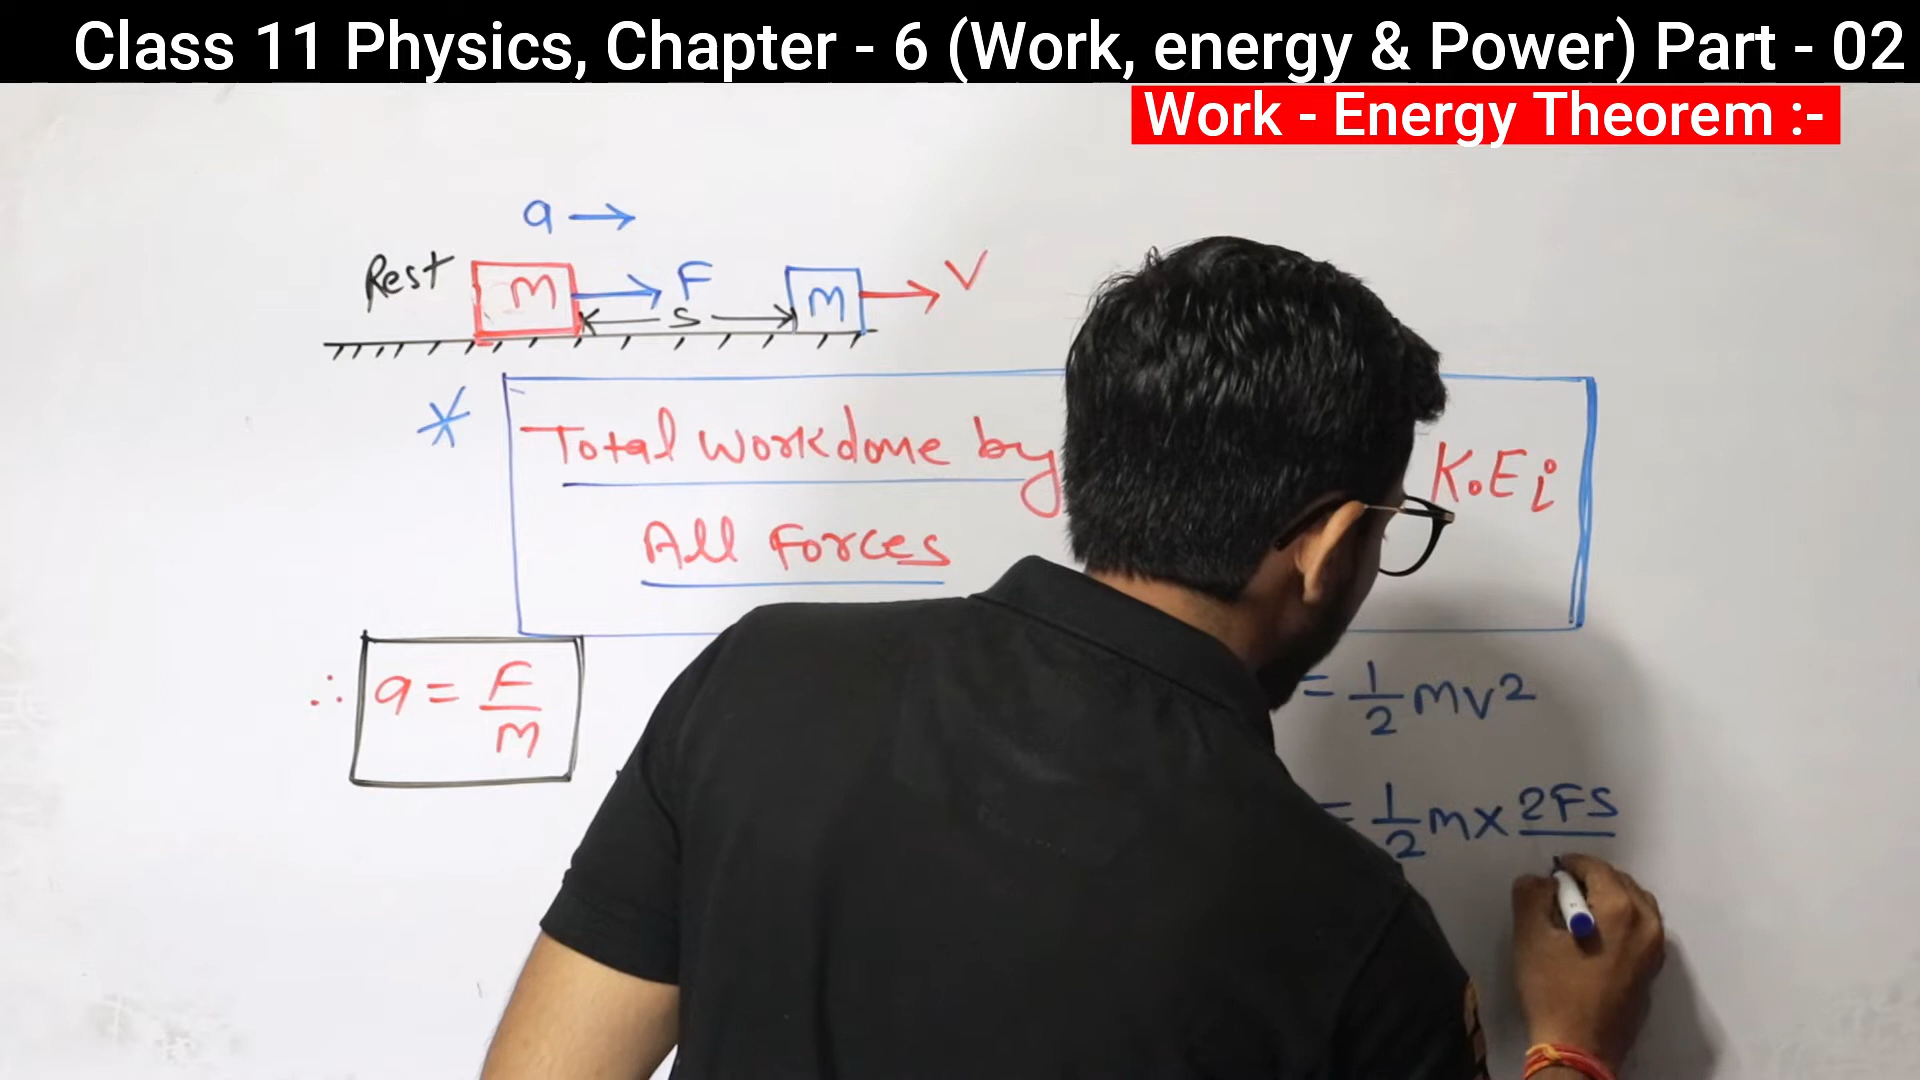 Class 11 Physics, Chapter - 6 (Work, energy & Power) Part - 02
Work - Energy Theorem :-
a →
Rest m F s m V
* Total Workdone by K.Ei
All Forces
∴ a = F/m
= 1/2 mv2
= 1/2 m x 2FS